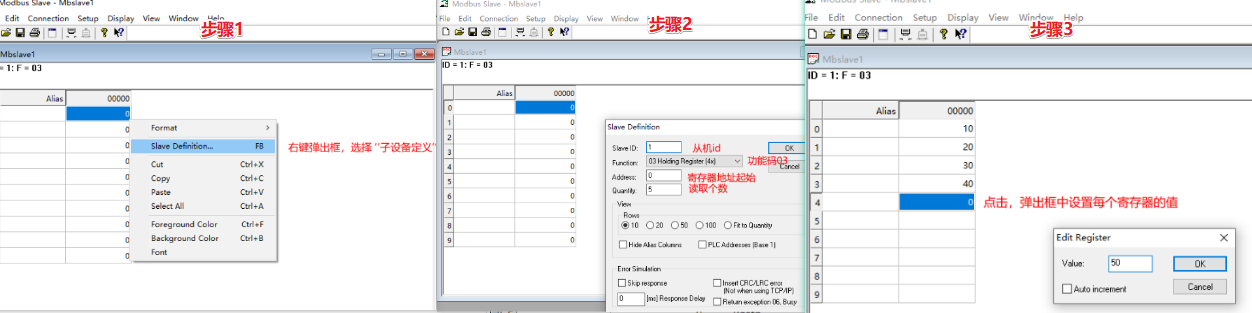 Modbus Slave - Mbslave1
Edit Connection Setup Display View Window Help
步骤1
Mbslave1
= 1: F = 03
Alias 00000
0
0
0
0
0
0
0
0
0
0
0
Format >
Slave Definition... F8
Cut Ctrl+X
Copy Ctrl+C
Paste Ctrl+V
Select All Ctrl+A
Foreground Color Ctrl+F
Background Color Ctrl+B
Font
右键弹出框，选择 “子设备定义”
Modbus Slave - Mbslave1
File Edit Connection Setup Display View Window
步骤2
Mbslave1
ID = 1: F = 03
Alias 00000
0 0
1 0
2 0
3 0
4 0
5 0
6 0
7 0
8 0
9 0
Slave Definition
Slave ID: 1 从机id OK
Function: 03 Holding Register (4x) 功能码03 Cancel
Address: 0 寄存器地址起始
Quantity: 5 读取个数
View
Rows
10 20 50 100 Fit to Quantity
Hide Alias Columns PLC Addresses (Base 1)
Error Simulation
Skip response Insert CRC/LRC error
(Not when using TCP/IP)
0 [ms] Response Delay Return exception 06, Busy
Modbus Slave - Mbslave1
File Edit Connection Setup Display View Window Help
步骤3
Mbslave1
ID = 1: F = 03
Alias 00000
0 10
1 20
2 30
3 40
4 0
5
6
7
8
9
点击，弹出框中设置每个寄存器的值
Edit Register
Value: 50 OK
Auto increment Cancel